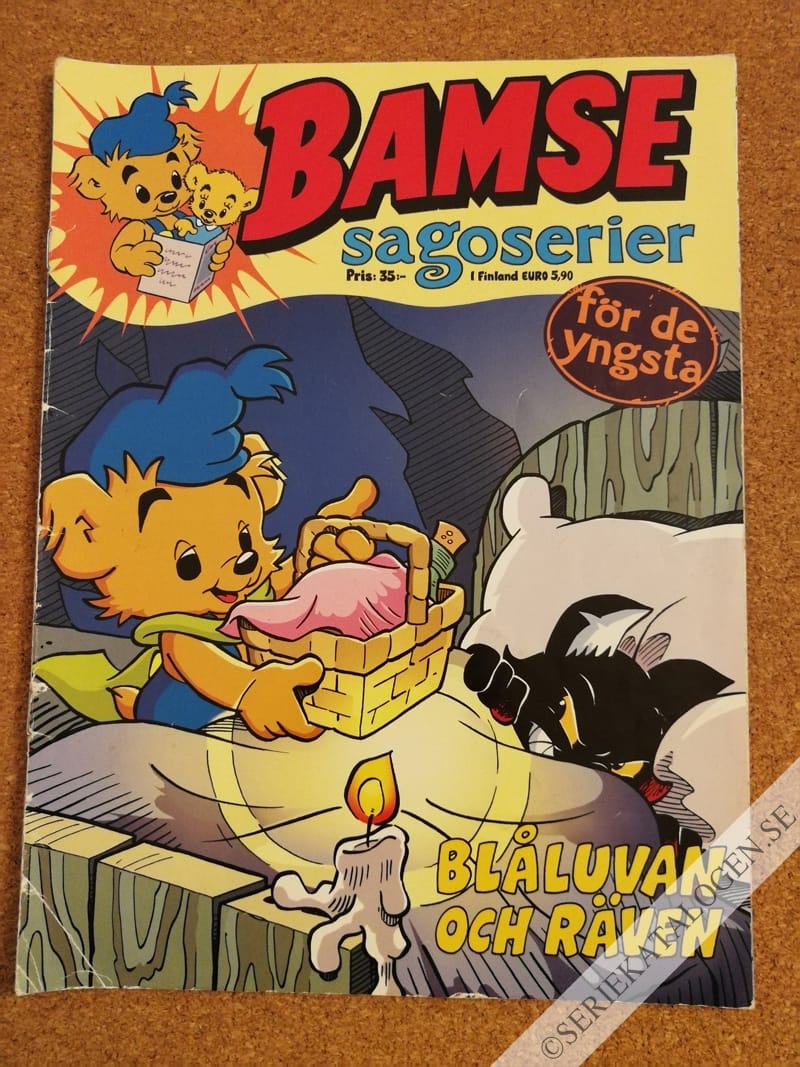 BAMSE
sagoserier
Pris: 35:- I Finland EURO 5,90
för de
yngsta
BLÅLUVAN
OCH RÄVEN
©SERIEKATALOGEN.SE